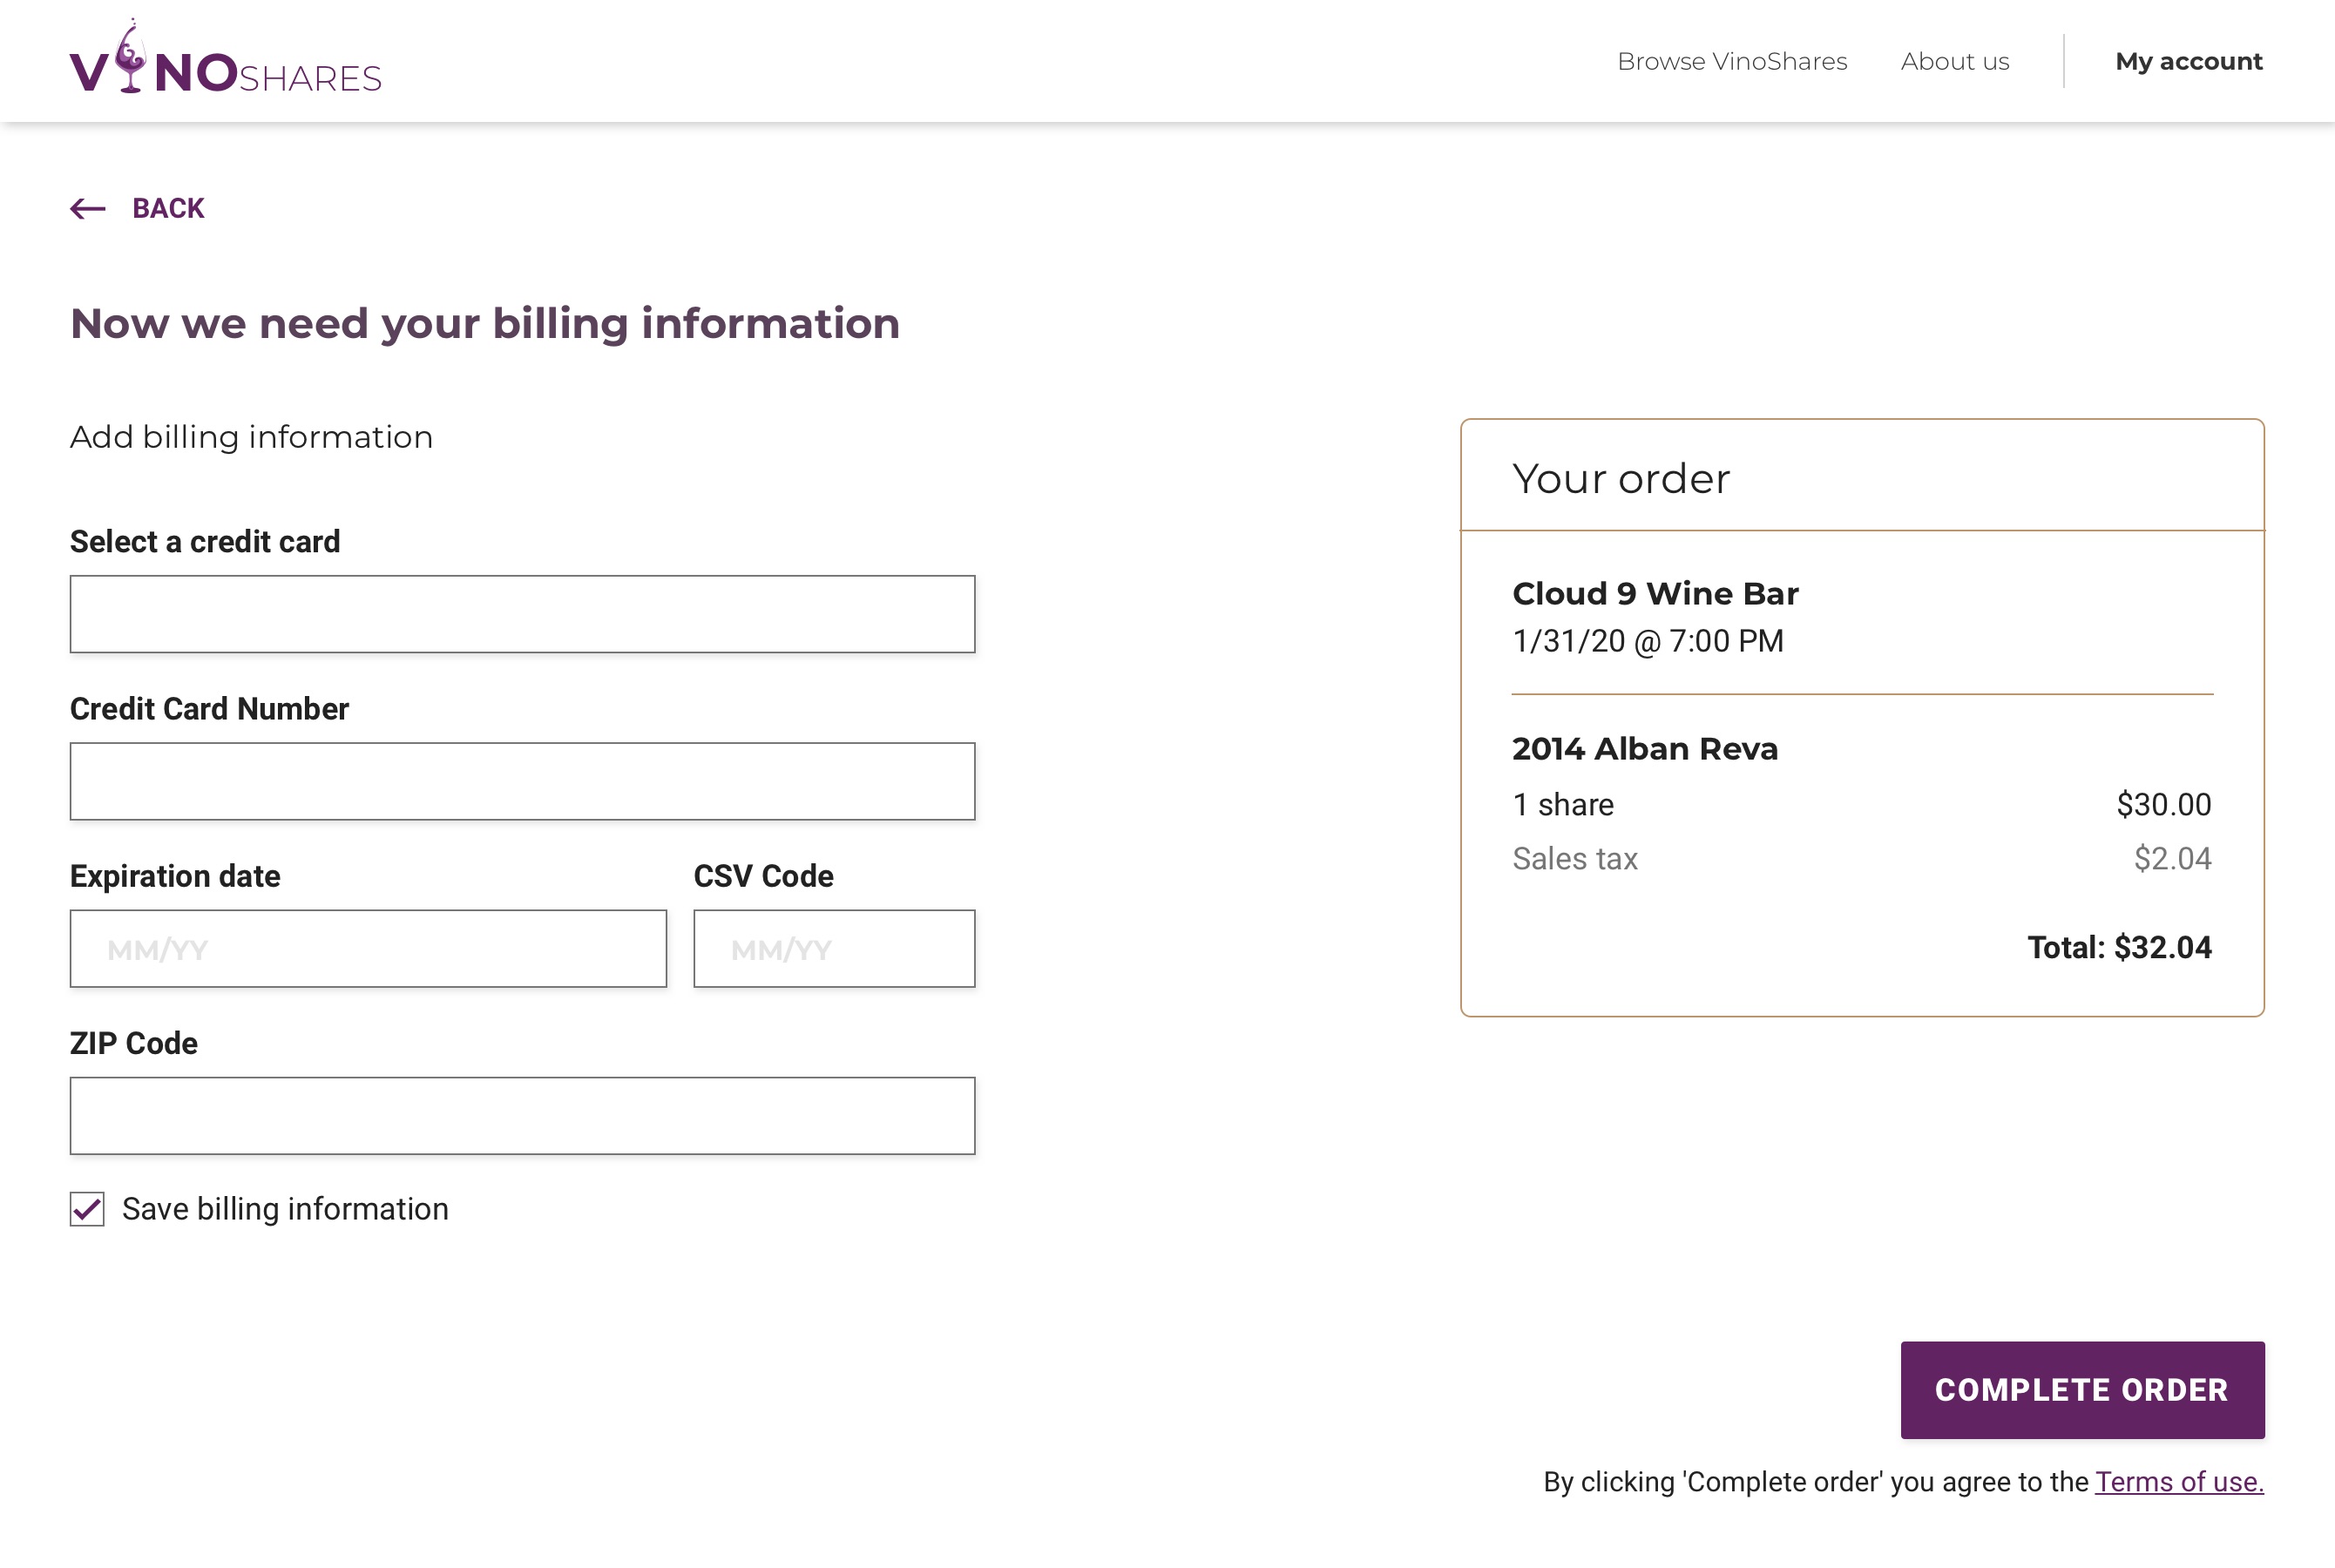 VINOSHARES
Browse VinoShares
About us
My account
BACK
Now we need your billing information
Add billing information
Select a credit card
Credit Card Number
Expiration date
CSV Code
MM/YY
MM/YY
ZIP Code
Save billing information
Your order
Cloud 9 Wine Bar
1/31/20 @ 7:00 PM
2014 Alban Reva
1 share $30.00
Sales tax $2.04
Total: $32.04
COMPLETE ORDER
By clicking 'Complete order' you agree to the Terms of use.